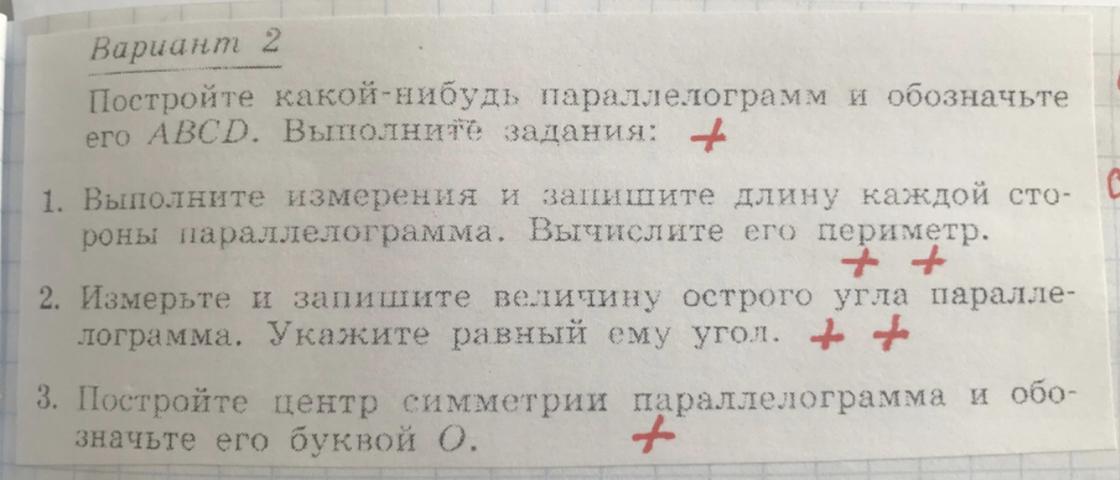 Вариант 2
Постройте какой-нибудь параллелограмм и обозначьте
его ABCD. Выполните задания: +
1. Выполните измерения и запишите длину каждой сто-
роны параллелограмма. Вычислите его периметр.
+ +
2. Измерьте и запишите величину острого угла паралле-
лограмма. Укажите равный ему угол. + +
3. Постройте центр симметрии параллелограмма и обо-
значьте его буквой O. +